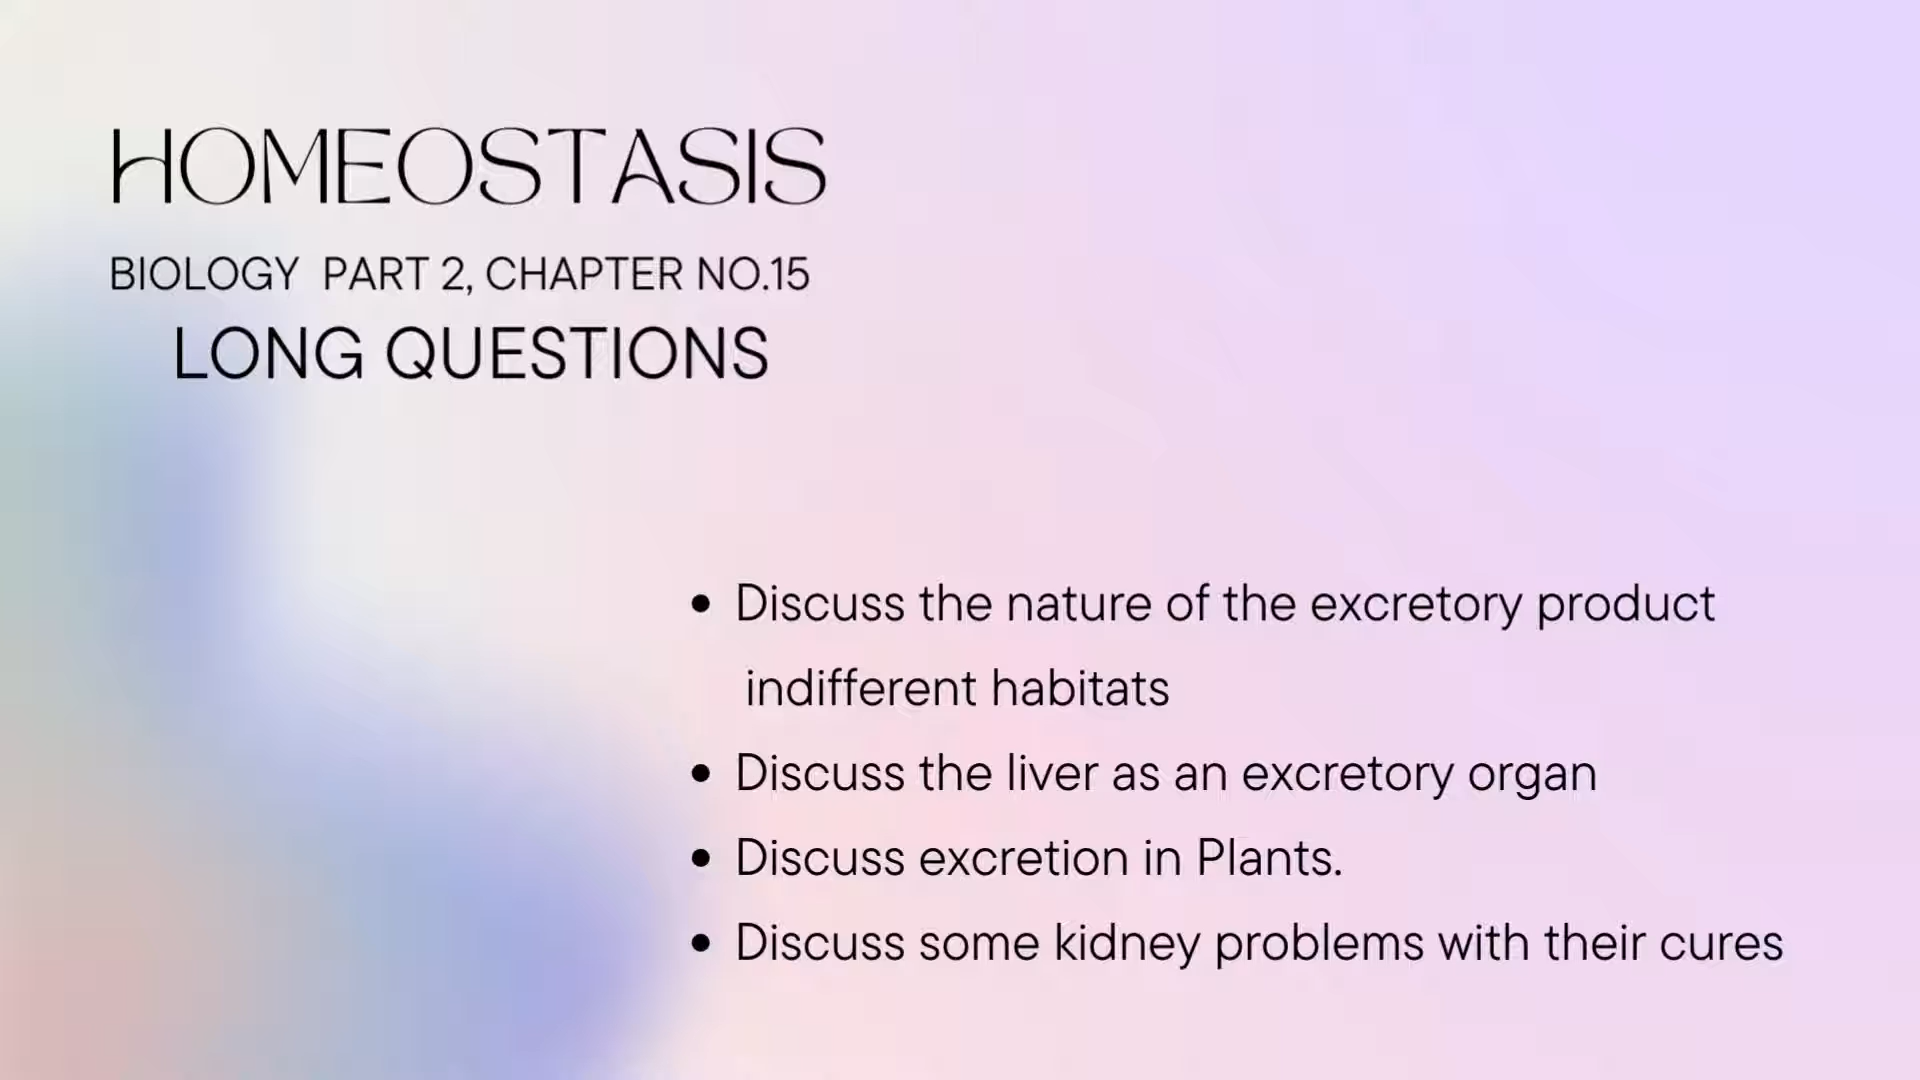 HOMEOSTASIS
BIOLOGY PART 2, CHAPTER NO.15
LONG QUESTIONS
• Discuss the nature of the excretory product
indifferent habitats
• Discuss the liver as an excretory organ
• Discuss excretion in Plants.
• Discuss some kidney problems with their cures